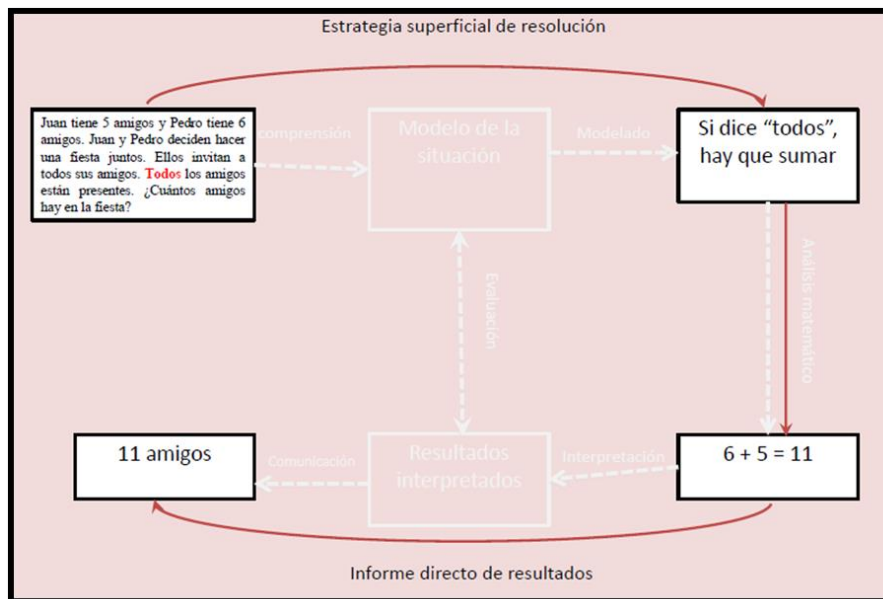 Estrategia superficial de resolución
Juan tiene 5 amigos y Pedro tiene 6
amigos. Juan y Pedro deciden hacer
una fiesta juntos. Ellos invitan a
todos sus amigos. Todos los amigos
están presentes. ¿Cuántos amigos
hay en la fiesta?
comprensión
Modelo de la
situación
Modelado
Si dice “todos”,
hay que sumar
Evaluación
Análisis matemático
11 amigos
Comunicación
Resultados
interpretados
Interpretación
6 + 5 = 11
Informe directo de resultados